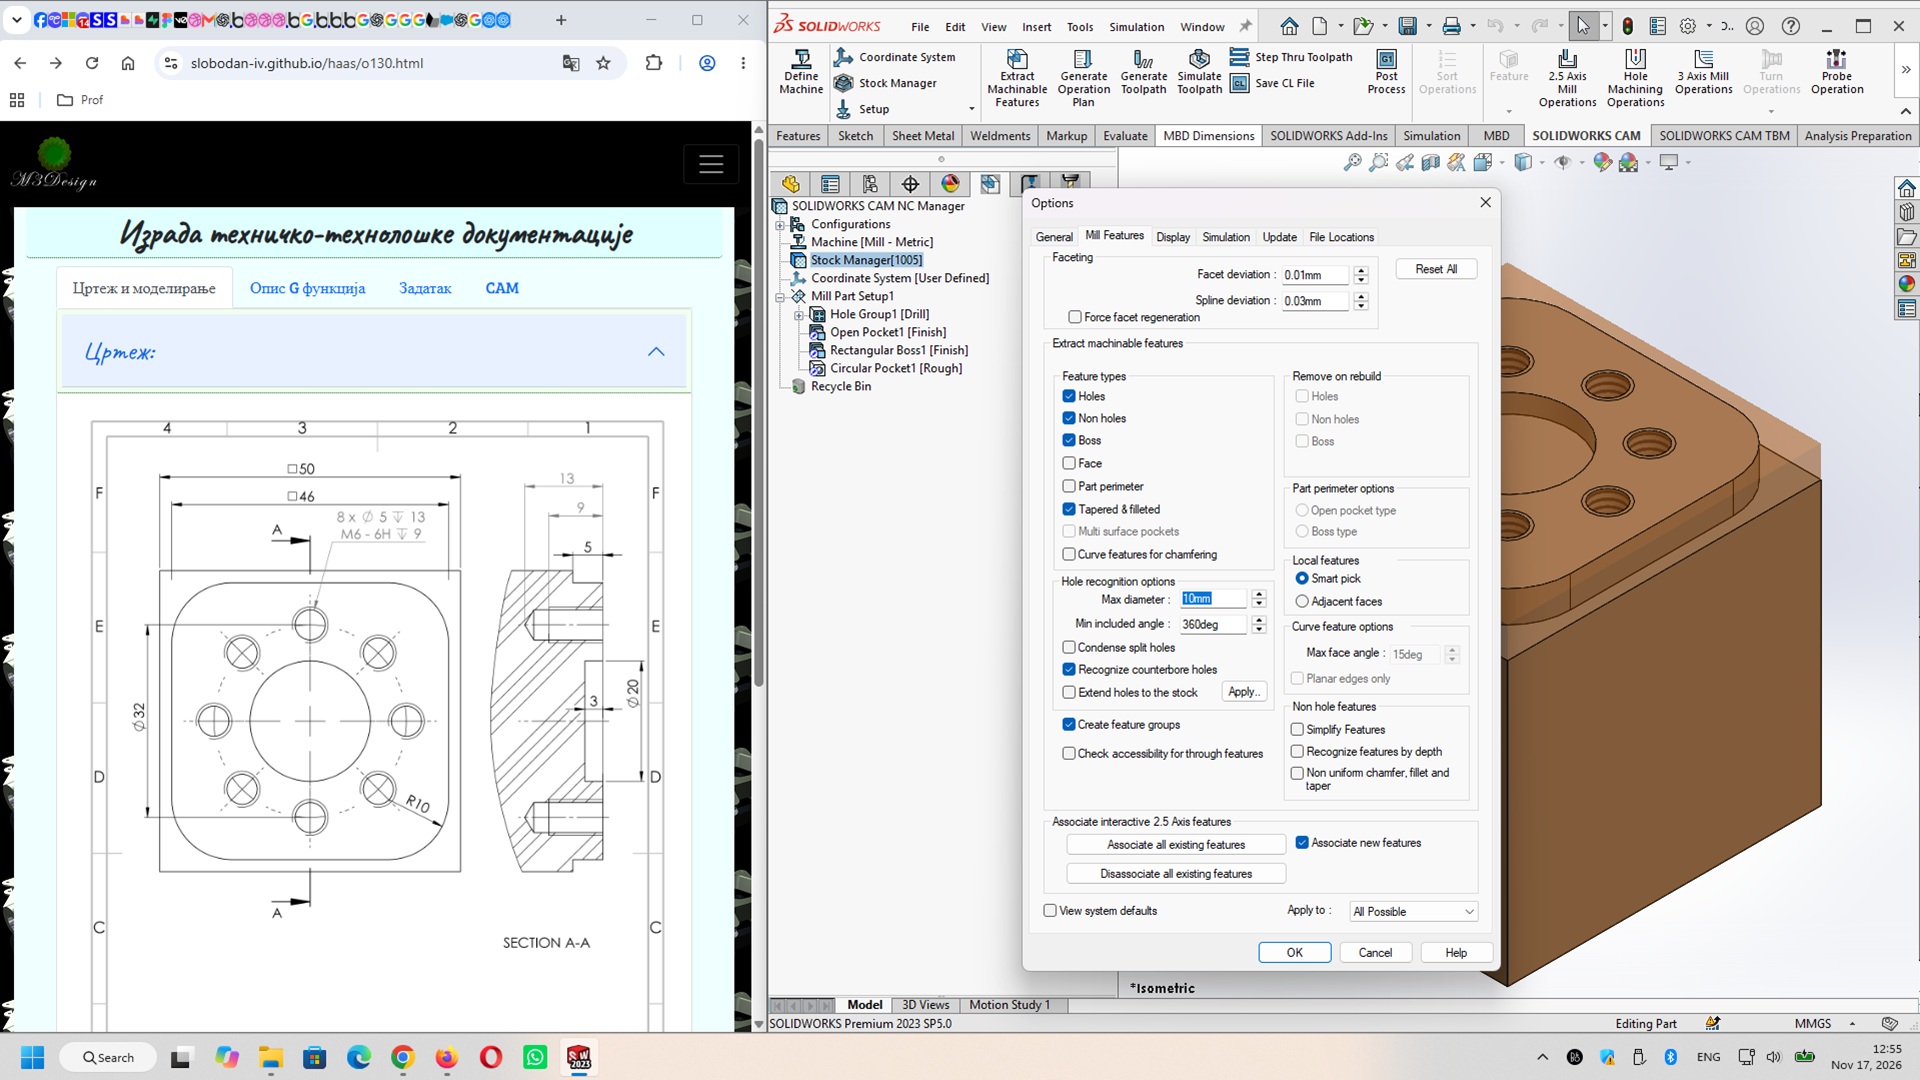 slobodan-iv.github.io/haas/o130.html
Prof
M3Design
Израда техничко-технолошке документације
Цртеж и моделирање
Опис G функција
Задатак
CAM
Цртеж:
4 3 2 1
□50
□46
8 x ∅ 5 ↧ 13
M6 - 6H ↧ 9
A
13
9
5
F
F
E
E
∅32
3
∅20
D
D
R10
A
C
C
SECTION A-A
SOLIDWORKS
File Edit View Insert Tools Simulation Window
Define Machine
Coordinate System
Stock Manager
Setup
Extract Machinable Features
Generate Operation Plan
Generate Toolpath
Simulate Toolpath
Step Thru Toolpath
Save CL File
Post Process
Sort Operations
Feature
2.5 Axis Mill Operations
Hole Machining Operations
3 Axis Mill Operations
Turn Operations
Probe Operation
Features Sketch Sheet Metal Weldments Markup Evaluate MBD Dimensions SOLIDWORKS Add-Ins Simulation MBD SOLIDWORKS CAM SOLIDWORKS CAM TBM Analysis Preparation
SOLIDWORKS CAM NC Manager
Configurations
Machine [Mill - Metric]
Stock Manager[1005]
Coordinate System [User Defined]
Mill Part Setup1
Hole Group1 [Drill]
Open Pocket1 [Finish]
Rectangular Boss1 [Finish]
Circular Pocket1 [Rough]
Recycle Bin
Options
General Mill Features Display Simulation Update File Locations
Faceting
Facet deviation : 0.01mm
Spline deviation : 0.03mm
Force facet regeneration
Reset All
Extract machinable features
Feature types
Holes
Non holes
Boss
Face
Part perimeter
Tapered & filleted
Multi surface pockets
Curve features for chamfering
Hole recognition options
Max diameter : 10mm
Min included angle : 360deg
Condense split holes
Recognize counterbore holes
Extend holes to the stock
Apply..
Create feature groups
Check accessibility for through features
Remove on rebuild
Holes
Non holes
Boss
Part perimeter options
Open pocket type
Boss type
Local features
Smart pick
Adjacent faces
Curve feature options
Max face angle : 15deg
Planar edges only
Non hole features
Simplify Features
Recognize features by depth
Non uniform chamfer, fillet and
taper
Associate interactive 2.5 Axis features
Associate all existing features
Associate new features
Disassociate all existing features
View system defaults
Apply to : All Possible
OK Cancel Help
*Isometric
Model 3D Views Motion Study 1
SOLIDWORKS Premium 2023 SP5.0
Editing Part
MMGS
Search
ENG
12:55
Nov 17, 2026